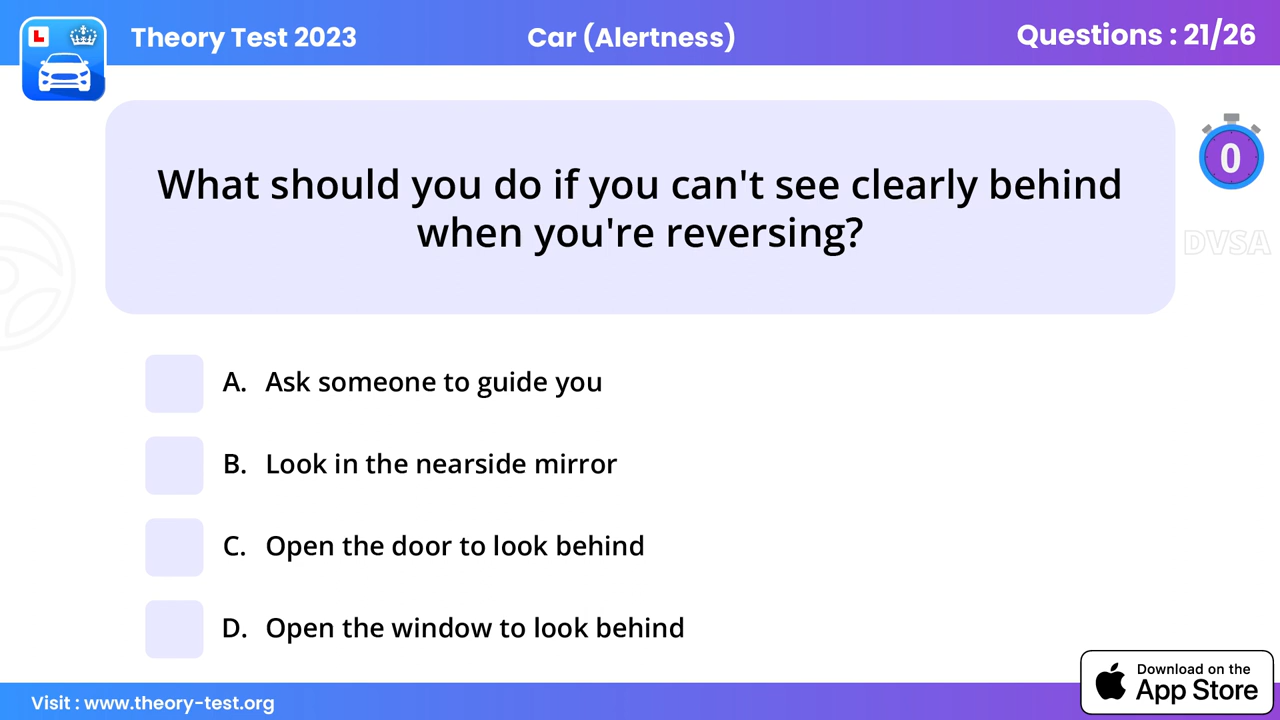 L
Theory Test 2023
Car (Alertness)
Questions : 21/26
0
What should you do if you can't see clearly behind
when you're reversing?
DVSA
A. Ask someone to guide you
B. Look in the nearside mirror
C. Open the door to look behind
D. Open the window to look behind
Visit : www.theory-test.org
Download on the
App Store